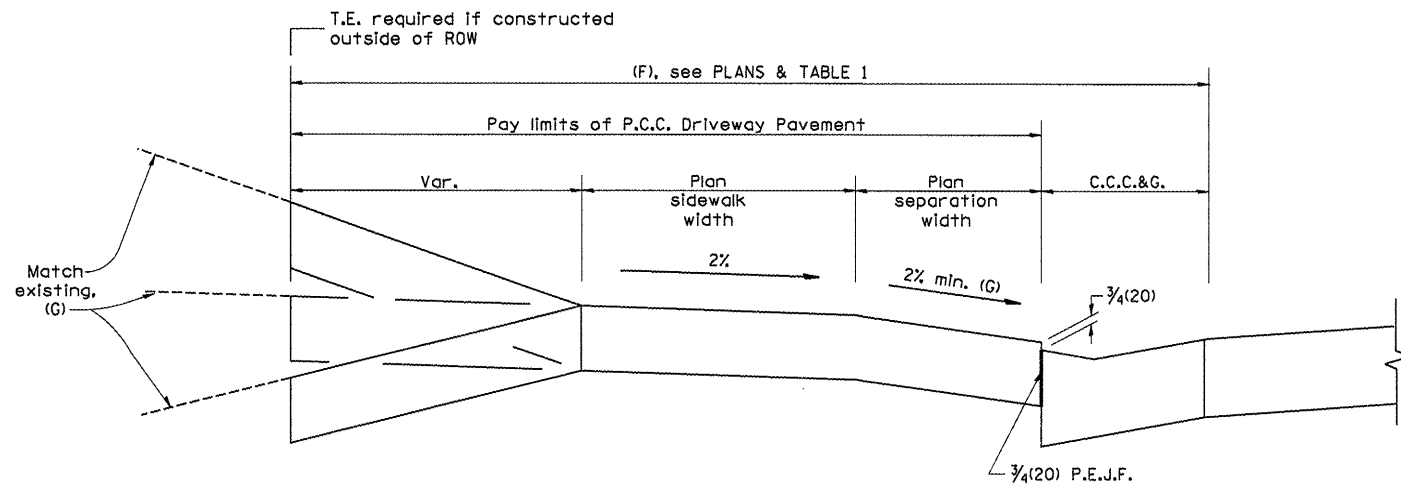 T.E. required if constructed
outside of ROW
(F), see PLANS & TABLE 1
Pay limits of P.C.C. Driveway Pavement
Var.
Plan
sidewalk
width
Plan
separation
width
C.C.C.&G.
Match
existing,
(G)
2%
2% min. (G)
¾(20)
¾(20) P.E.J.F.